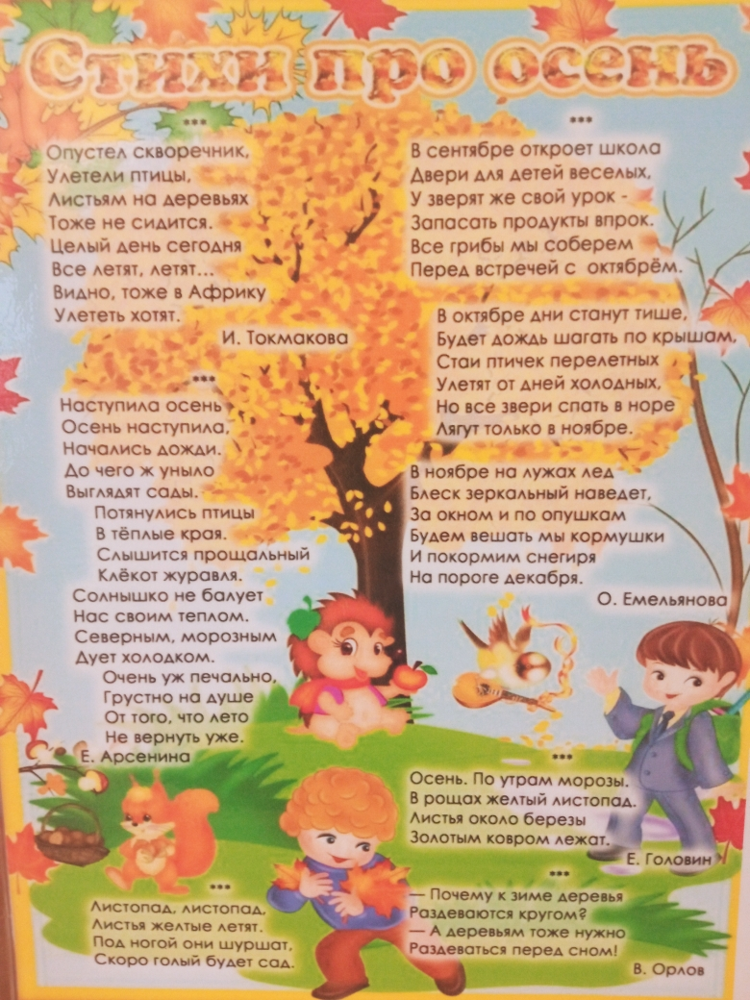 Стихи про осень
***
Опустел скворечник,
Улетели птицы,
Листьям на деревьях
Тоже не сидится.
Целый день сегодня
Все летят, летят...
Видно, тоже в Африку
Улететь хотят.
И. Токмакова
***
Наступила осень
Осень наступила,
Начались дожди.
До чего ж уныло
Выглядят сады.
Потянулись птицы
В тёплые края.
Слышится прощальный
Клёкот журавля.
Солнышко не балует
Нас своим теплом.
Северным, морозным
Дует холодком.
Очень уж печально,
Грустно на душе
От того, что лето
Не вернуть уже.
Е. Арсенина
***
Листопад, листопад,
Листья желтые летят.
Под ногой они шуршат,
Скоро голый будет сад.
***
В сентябре откроет школа
Двери для детей веселых,
У зверят же свой урок -
Запасать продукты впрок.
Все грибы мы соберем
Перед встречей с октябрём.
В октябре дни станут тише,
Будет дождь шагать по крышам,
Стаи птичек перелетных
Улетят от дней холодных,
Но все звери спать в норе
Лягут только в ноябре.
В ноябре на лужах лед
Блеск зеркальный наведет,
За окном и по опушкам
Будем вешать мы кормушки
И покормим снегиря
На пороге декабря.
О. Емельянова
***
Осень. По утрам морозы.
В рощах желтый листопад.
Листья около березы
Золотым ковром лежат.
Е. Головин
***
— Почему к зиме деревья
Раздеваются кругом?
— А деревьям тоже нужно
Раздеваться перед сном!
В. Орлов